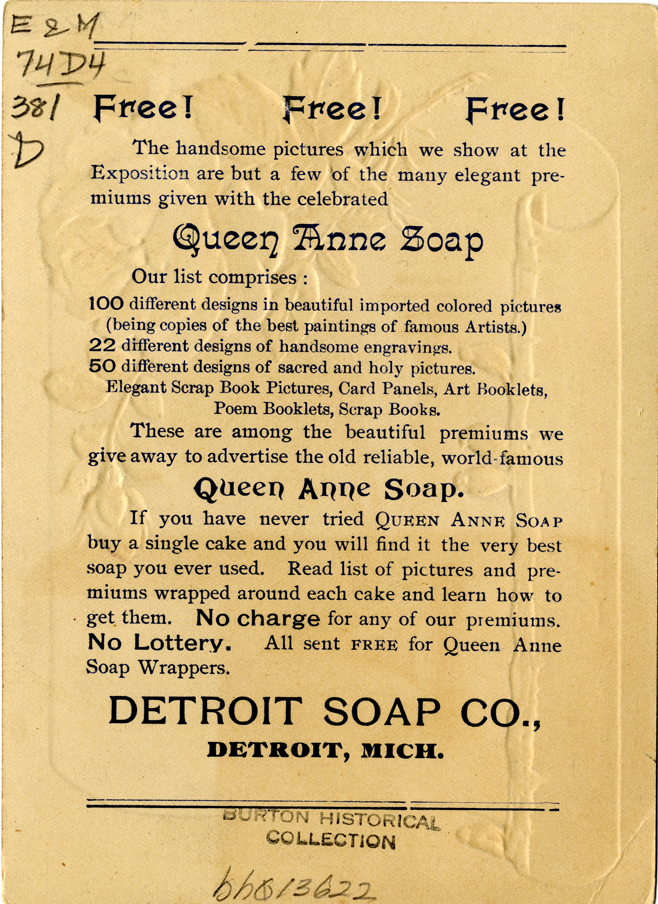 E & M
74D4
381
D
Free! Free! Free!
The handsome pictures which we show at the
Exposition are but a few of the many elegant pre-
miums given with the celebrated
Queen Anne Soap
Our list comprises :
100 different designs in beautiful imported colored pictures
(being copies of the best paintings of famous Artists.)
22 different designs of handsome engravings.
50 different designs of sacred and holy pictures.
Elegant Scrap Book Pictures, Card Panels, Art Booklets,
Poem Booklets, Scrap Books.
These are among the beautiful premiums we
give away to advertise the old reliable, world-famous
Queen Anne Soap.
If you have never tried QUEEN ANNE SOAP
buy a single cake and you will find it the very best
soap you ever used. Read list of pictures and pre-
miums wrapped around each cake and learn how to
get them. No charge for any of our premiums.
No Lottery. All sent FREE for Queen Anne
Soap Wrappers.
DETROIT SOAP CO.,
DETROIT, MICH.
BURTON HISTORICAL
COLLECTION
bh013622